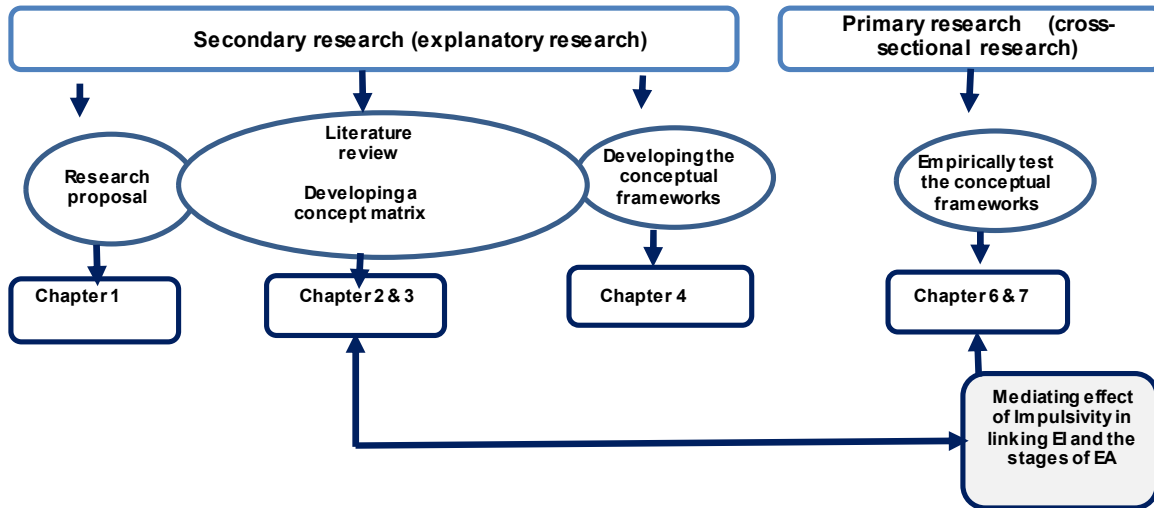 Secondary research (explanatory research)
Primary research (cross-
sectional research)
Research
proposal
Literature
review
Developing a
concept matrix
Developing the
conceptual
frameworks
Empirically test
the conceptual
frameworks
Chapter 1
Chapter 2 & 3
Chapter 4
Chapter 6 & 7
Mediating effect
of Impulsivity in
linking EI and the
stages of EA